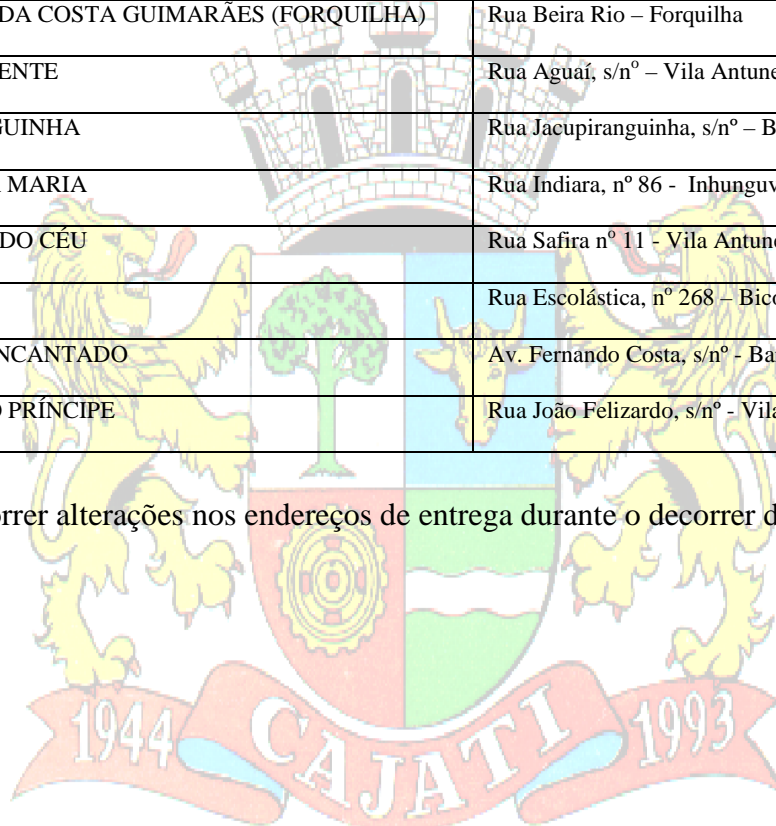 DA COSTA GUIMARÃES (FORQUILHA) Rua Beira Rio – Forquilha
ENTE Rua Aguaí, s/nº – Vila Antune
GUINHA Rua Jacupiranguinha, s/nº – B
MARIA Rua Indiara, nº 86 - Inhunguv
DO CÉU Rua Safira nº 11 - Vila Antune
Rua Escolástica, nº 268 – Bico
NCANTADO Av. Fernando Costa, s/nº - Ba
O PRÍNCIPE Rua João Felizardo, s/nº - Vila
rrer alterações nos endereços de entrega durante o decorrer d
1944 CAJATI 1993